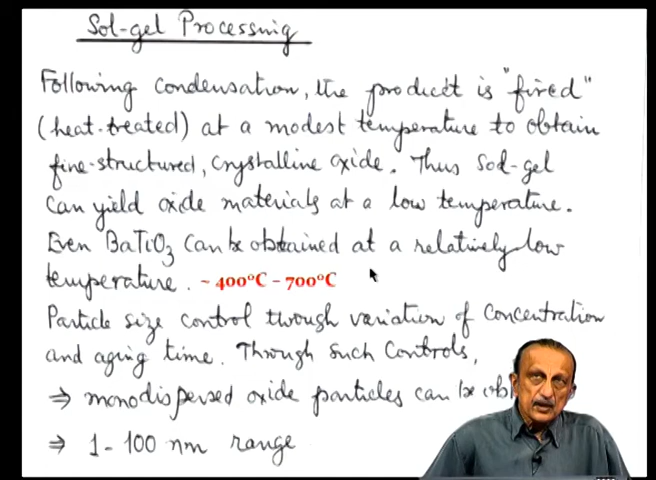 Sol-gel Processing
Following condensation, the product is "fired"
(heat-treated) at a modest temperature to obtain
fine-structured, crystalline oxide. Thus Sol-gel
can yield oxide materials at a low temperature.
Even BaTiO₃ can be obtained at a relatively low
temperature. ~ 400°C - 700°C
Particle size control through variation of concentration
and aging time. Through such controls,
⇒ monodispersed oxide particles can be
⇒ 1-100 nm range